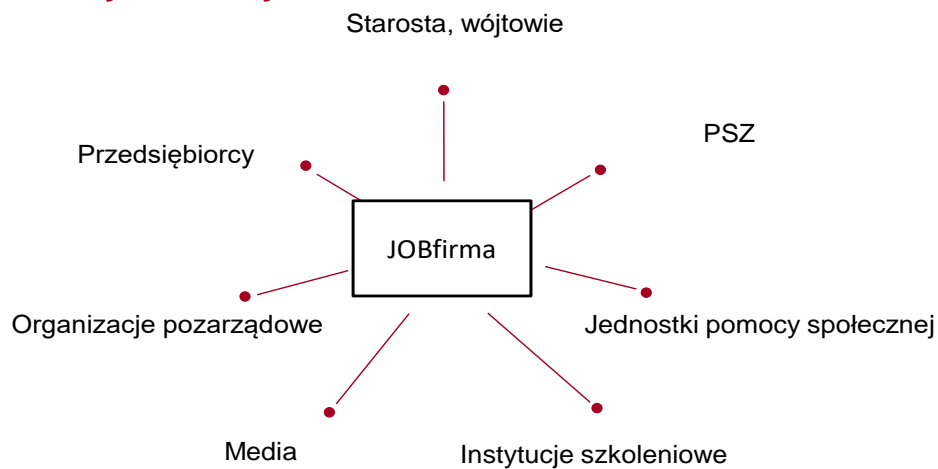 Starosta, wójtowie
PSZ
Przedsiębiorcy
JOBfirma
Organizacje pozarządowe
Jednostki pomocy społecznej
Media
Instytucje szkoleniowe